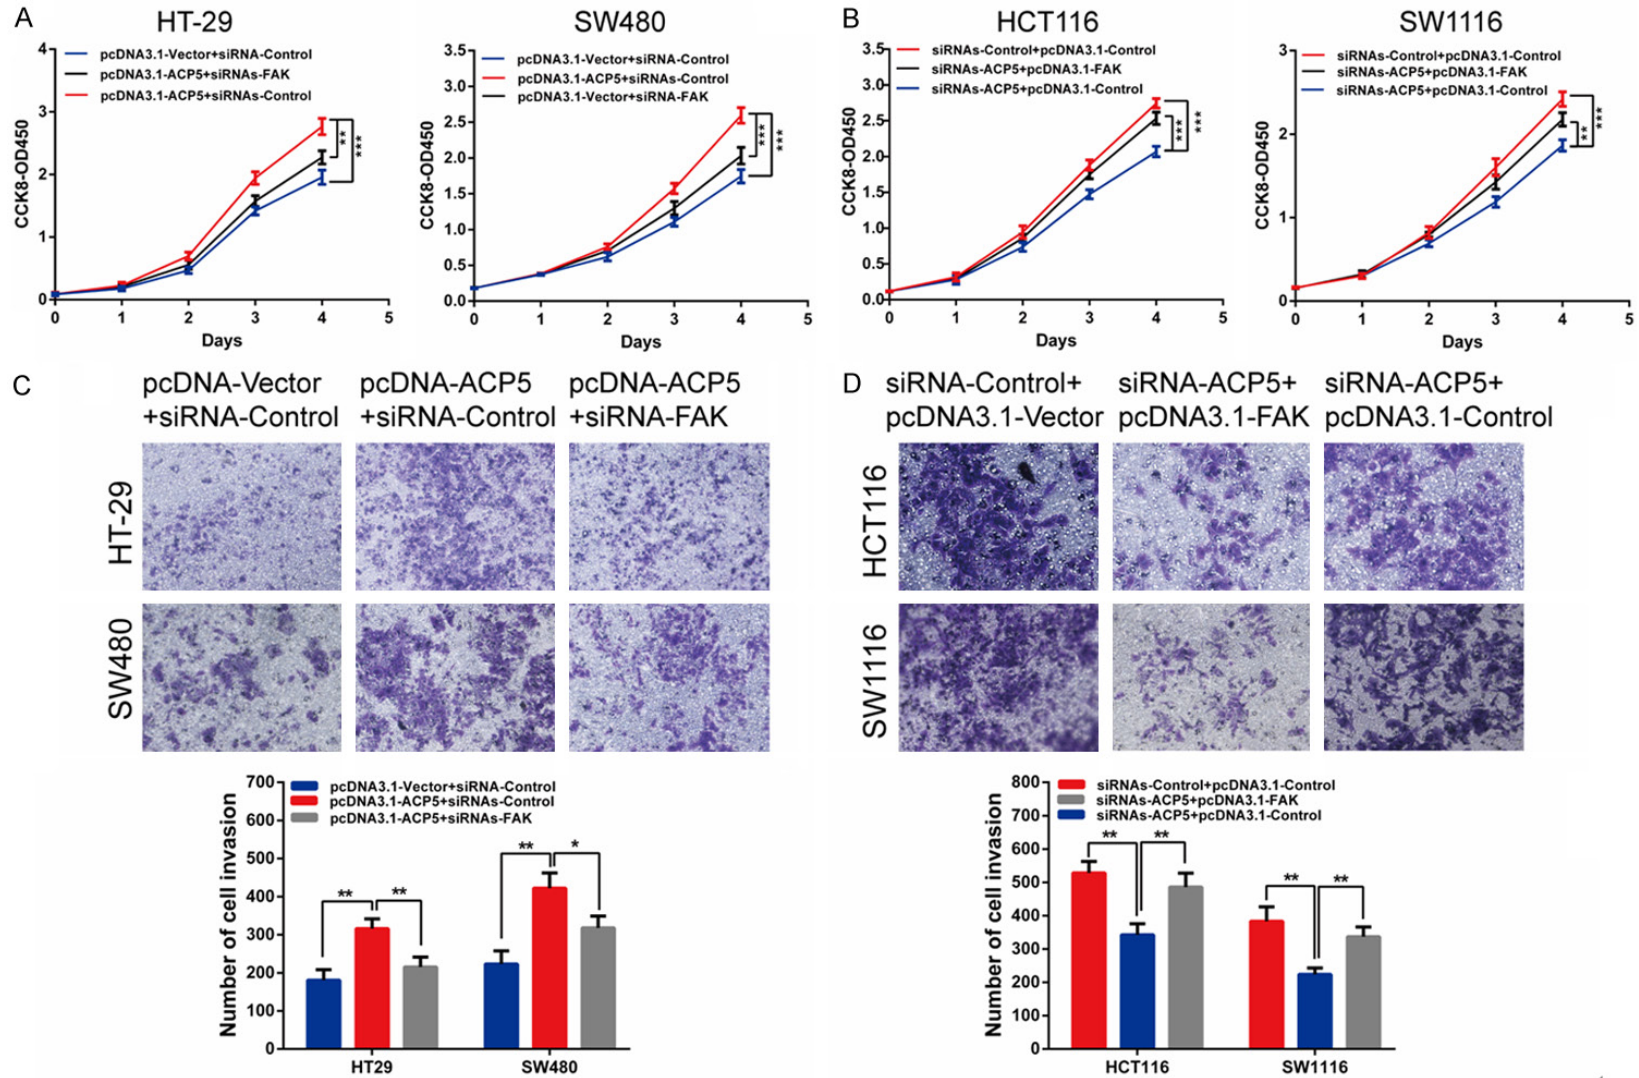 A
HT-29
SW480
pcDNA3.1-Vector+siRNA-Control
pcDNA3.1-ACP5+siRNAs-FAK
pcDNA3.1-ACP5+siRNAs-Control
CCK8-OD450
4
3
2
1
0
0 1 2 3 4 5
Days
**
***
pcDNA3.1-Vector+siRNA-Control
pcDNA3.1-ACP5+siRNAs-Control
pcDNA3.1-Vector+siRNA-FAK
CCK8-OD450
3.5
3.0
2.5
2.0
1.5
1.0
0.5
0.0
0 1 2 3 4 5
Days
***
***
B
HCT116
SW1116
siRNAs-Control+pcDNA3.1-Control
siRNAs-ACP5+pcDNA3.1-FAK
siRNAs-ACP5+pcDNA3.1-Control
CCK8-OD450
3.5
3.0
2.5
2.0
1.5
1.0
0.5
0.0
0 1 2 3 4 5
Days
***
***
siRNAs-Control+pcDNA3.1-Control
siRNAs-ACP5+pcDNA3.1-FAK
siRNAs-ACP5+pcDNA3.1-Control
CCK8-OD450
3
2
1
0
0 1 2 3 4 5
Days
**
***
C
pcDNA-Vector
+siRNA-Control
pcDNA-ACP5
+siRNA-Control
pcDNA-ACP5
+siRNA-FAK
HT-29
SW480
pcDNA3.1-Vector+siRNA-Control
pcDNA3.1-ACP5+siRNAs-Control
pcDNA3.1-ACP5+siRNAs-FAK
Number of cell invasion
700
600
500
400
300
200
100
0
** **
** *
HT29 SW480
D
siRNA-Control+
pcDNA3.1-Vector
siRNA-ACP5+
pcDNA3.1-FAK
siRNA-ACP5+
pcDNA3.1-Control
HCT116
SW1116
siRNAs-Control+pcDNA3.1-Control
siRNAs-ACP5+pcDNA3.1-FAK
siRNAs-ACP5+pcDNA3.1-Control
Number of cell invasion
800
700
600
500
400
300
200
100
0
** **
** **
HCT116 SW1116